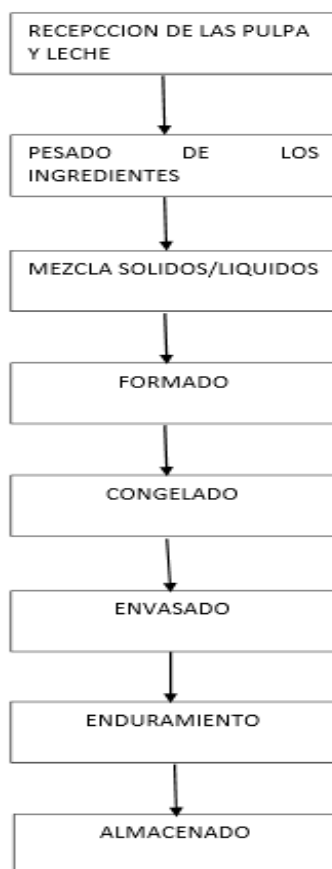 RECEPCCION DE LAS PULPA
Y LECHE
PESADO DE LOS
INGREDIENTES
MEZCLA SOLIDOS/LIQUIDOS
FORMADO
CONGELADO
ENVASADO
ENDURAMIENTO
ALMACENADO